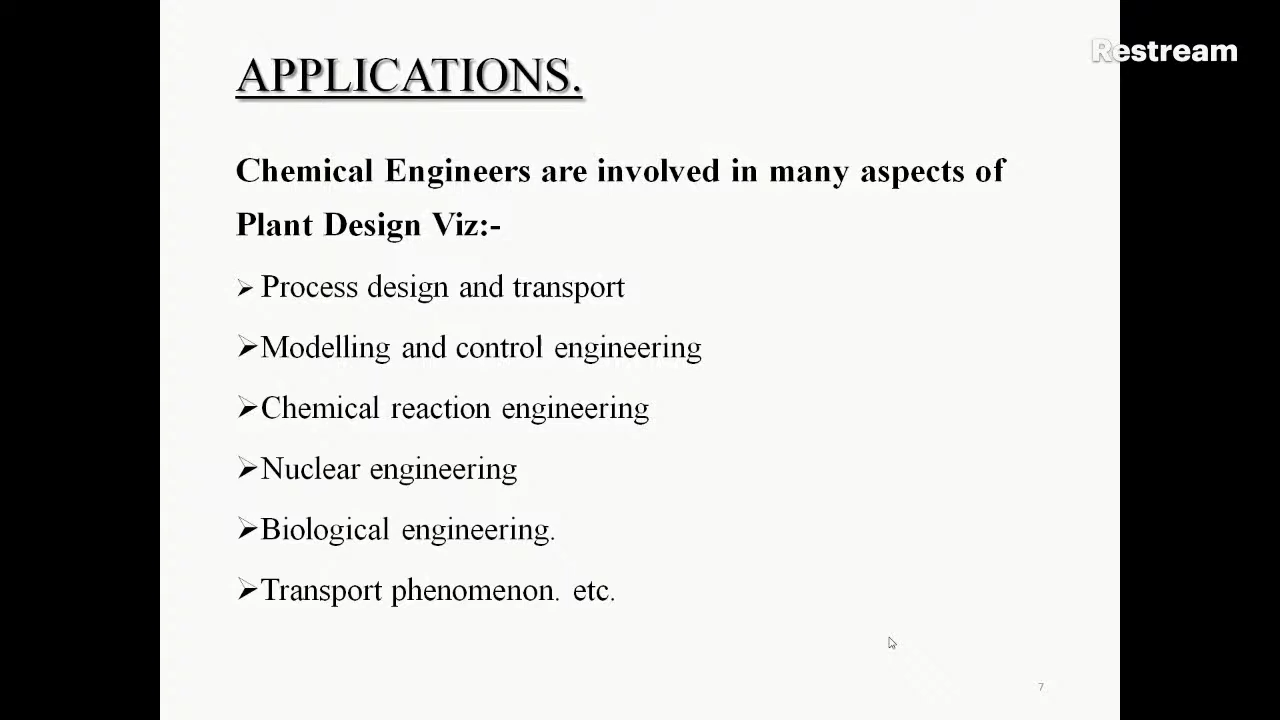 Restream
APPLICATIONS.
Chemical Engineers are involved in many aspects of
Plant Design Viz:-
➢Process design and transport
➢Modelling and control engineering
➢Chemical reaction engineering
➢Nuclear engineering
➢Biological engineering.
➢Transport phenomenon. etc.
7